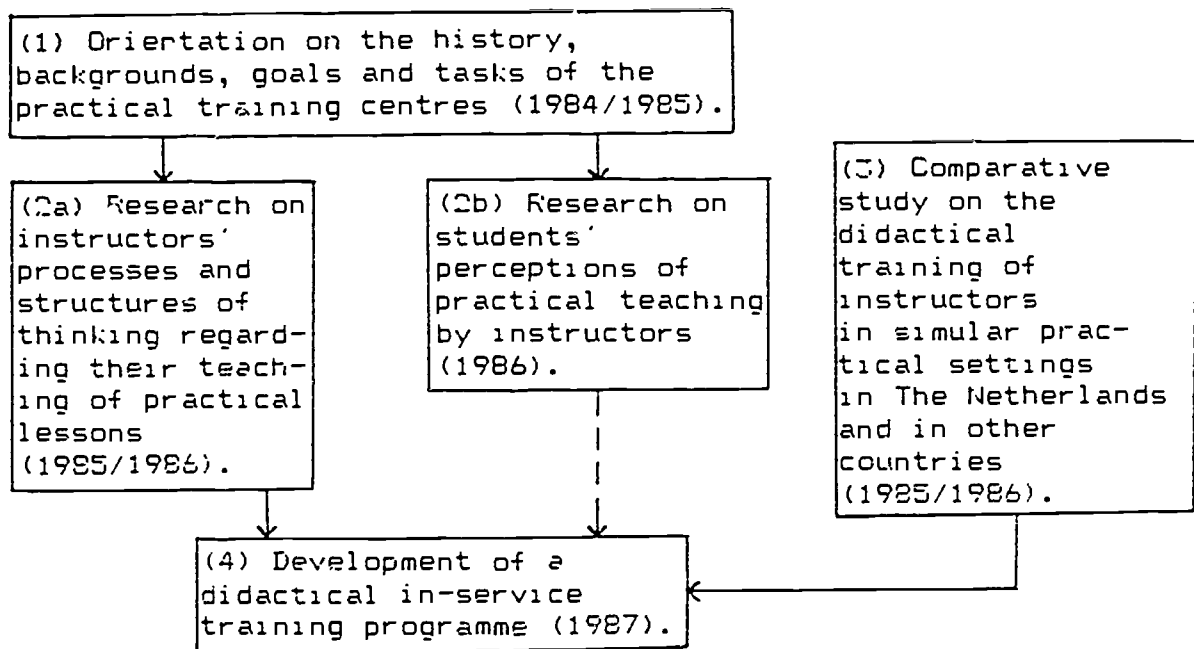 (1) Orientation on the history,
backgrounds, goals and tasks of the
practical training centres (1984/1985).
(2a) Research on
instructors'
processes and
structures of
thinking regard-
ing their teach-
ing of practical
lessons
(1985/1986).
(2b) Research on
students'
perceptions of
practical teaching
by instructors
(1986).
(3) Comparative
study on the
didactical
training of
instructors
in simular prac-
tical settings
in The Netherlands
and in other
countries
(1985/1986).
(4) Development of a
didactical in-service
training programme (1987).